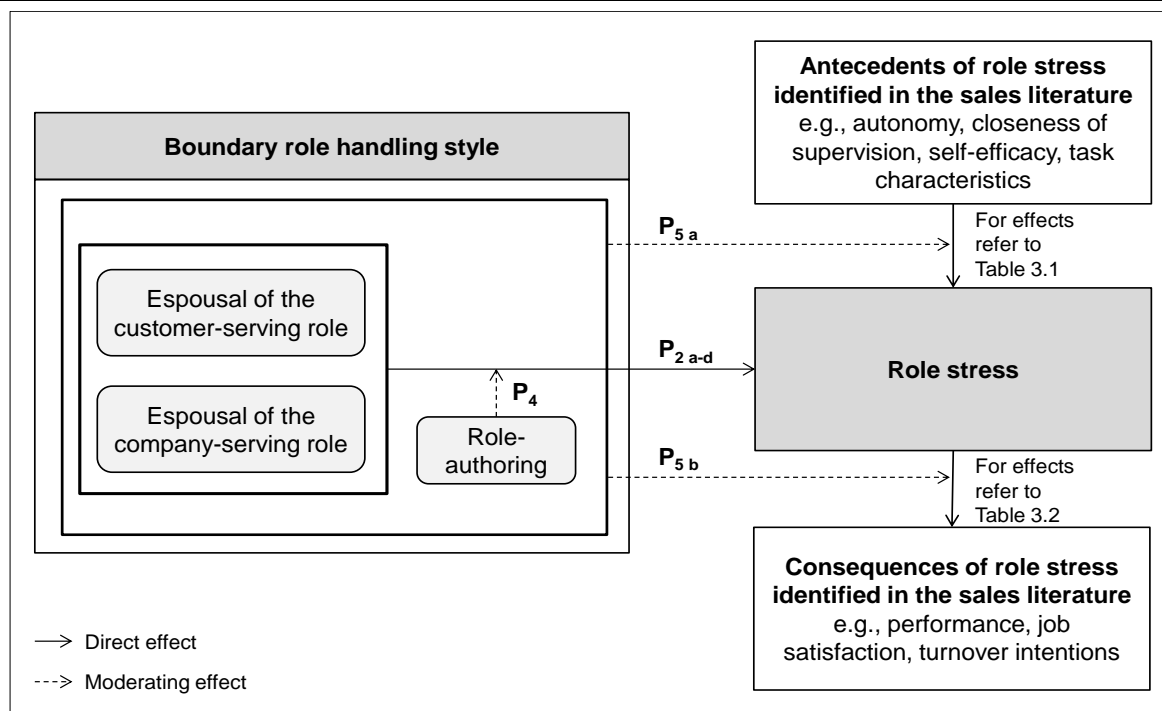 Antecedents of role stress
identified in the sales literature
e.g., autonomy, closeness of
supervision, self-efficacy, task
characteristics
Boundary role handling style
P5 a
For effects
refer to
Table 3.1
Espousal of the
customer-serving role
P2 a-d
Role stress
P4
Espousal of the
company-serving role
Role-
authoring
P5 b
For effects
refer to
Table 3.2
Consequences of role stress
identified in the sales literature
e.g., performance, job
satisfaction, turnover intentions
Direct effect
Moderating effect